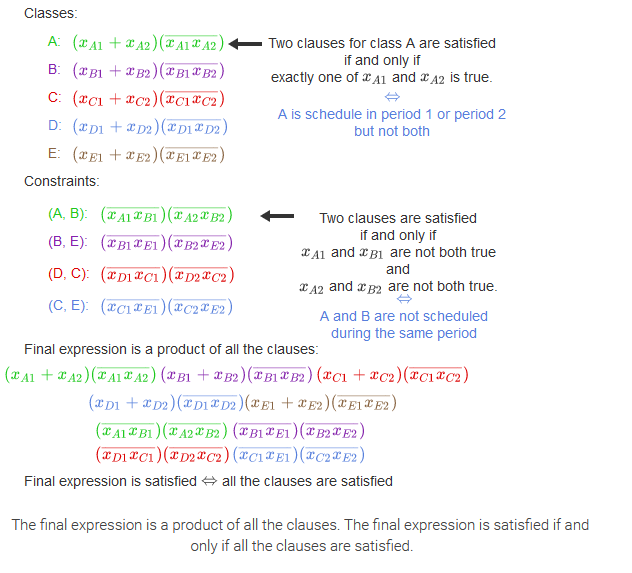 Classes:
A: (x_{A1} + x_{A2})(\overline{x_{A1}x_{A2}}) ← Two clauses for class A are satisfied
if and only if
B: (x_{B1} + x_{B2})(\overline{x_{B1}x_{B2}})
exactly one of x_{A1} and x_{A2} is true.
C: (x_{C1} + x_{C2})(\overline{x_{C1}x_{C2}})
⇔
A is schedule in period 1 or period 2
D: (x_{D1} + x_{D2})(\overline{x_{D1}x_{D2}})
but not both
E: (x_{E1} + x_{E2})(\overline{x_{E1}x_{E2}})
Constraints:
(A, B): (\overline{x_{A1}x_{B1}})(\overline{x_{A2}x_{B2}}) ← Two clauses are satisfied
if and only if
(B, E): (\overline{x_{B1}x_{E1}})(\overline{x_{B2}x_{E2}})
x_{A1} and x_{B1} are not both true
and
(D, C): (\overline{x_{D1}x_{C1}})(\overline{x_{D2}x_{C2}})
x_{A2} and x_{B2} are not both true.
⇔
(C, E): (\overline{x_{C1}x_{E1}})(\overline{x_{C2}x_{E2}})
A and B are not scheduled
during the same period
Final expression is a product of all the clauses:
(x_{A1} + x_{A2})(\overline{x_{A1}x_{A2}}) (x_{B1} + x_{B2})(\overline{x_{B1}x_{B2}}) (x_{C1} + x_{C2})(\overline{x_{C1}x_{C2}})
(x_{D1} + x_{D2})(\overline{x_{D1}x_{D2}})(x_{E1} + x_{E2})(\overline{x_{E1}x_{E2}})
(\overline{x_{A1}x_{B1}})(\overline{x_{A2}x_{B2}}) (\overline{x_{B1}x_{E1}})(\overline{x_{B2}x_{E2}})
(\overline{x_{D1}x_{C1}})(\overline{x_{D2}x_{C2}}) (\overline{x_{C1}x_{E1}})(\overline{x_{C2}x_{E2}})
Final expression is satisfied ⇔ all the clauses are satisfied
The final expression is a product of all the clauses. The final expression is satisfied if and
only if all the clauses are satisfied.